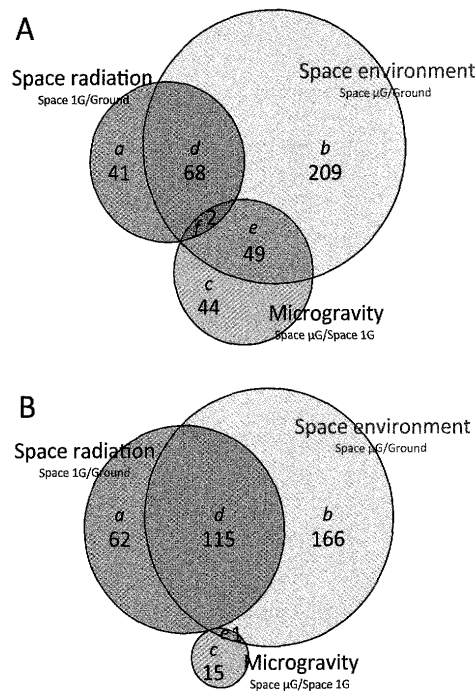 A
Space radiation
Space 1G/Ground
Space environment
Space µG/Ground
a
41
d
68
b
209
f 2
e
49
c
44
Microgravity
Space µG/Space 1G
B
Space radiation
Space 1G/Ground
Space environment
Space µG/Ground
a
62
d
115
b
166
e 1
c
15
Microgravity
Space µG/Space 1G